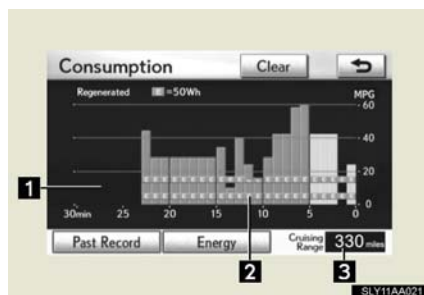 Consumption Clear
Regenerated E =50Wh MPG
60
40
20
0
1
30min 25 20 15 10 5 0
Past Record Energy Cruising Range 330 miles
2 3
SLY11AA021